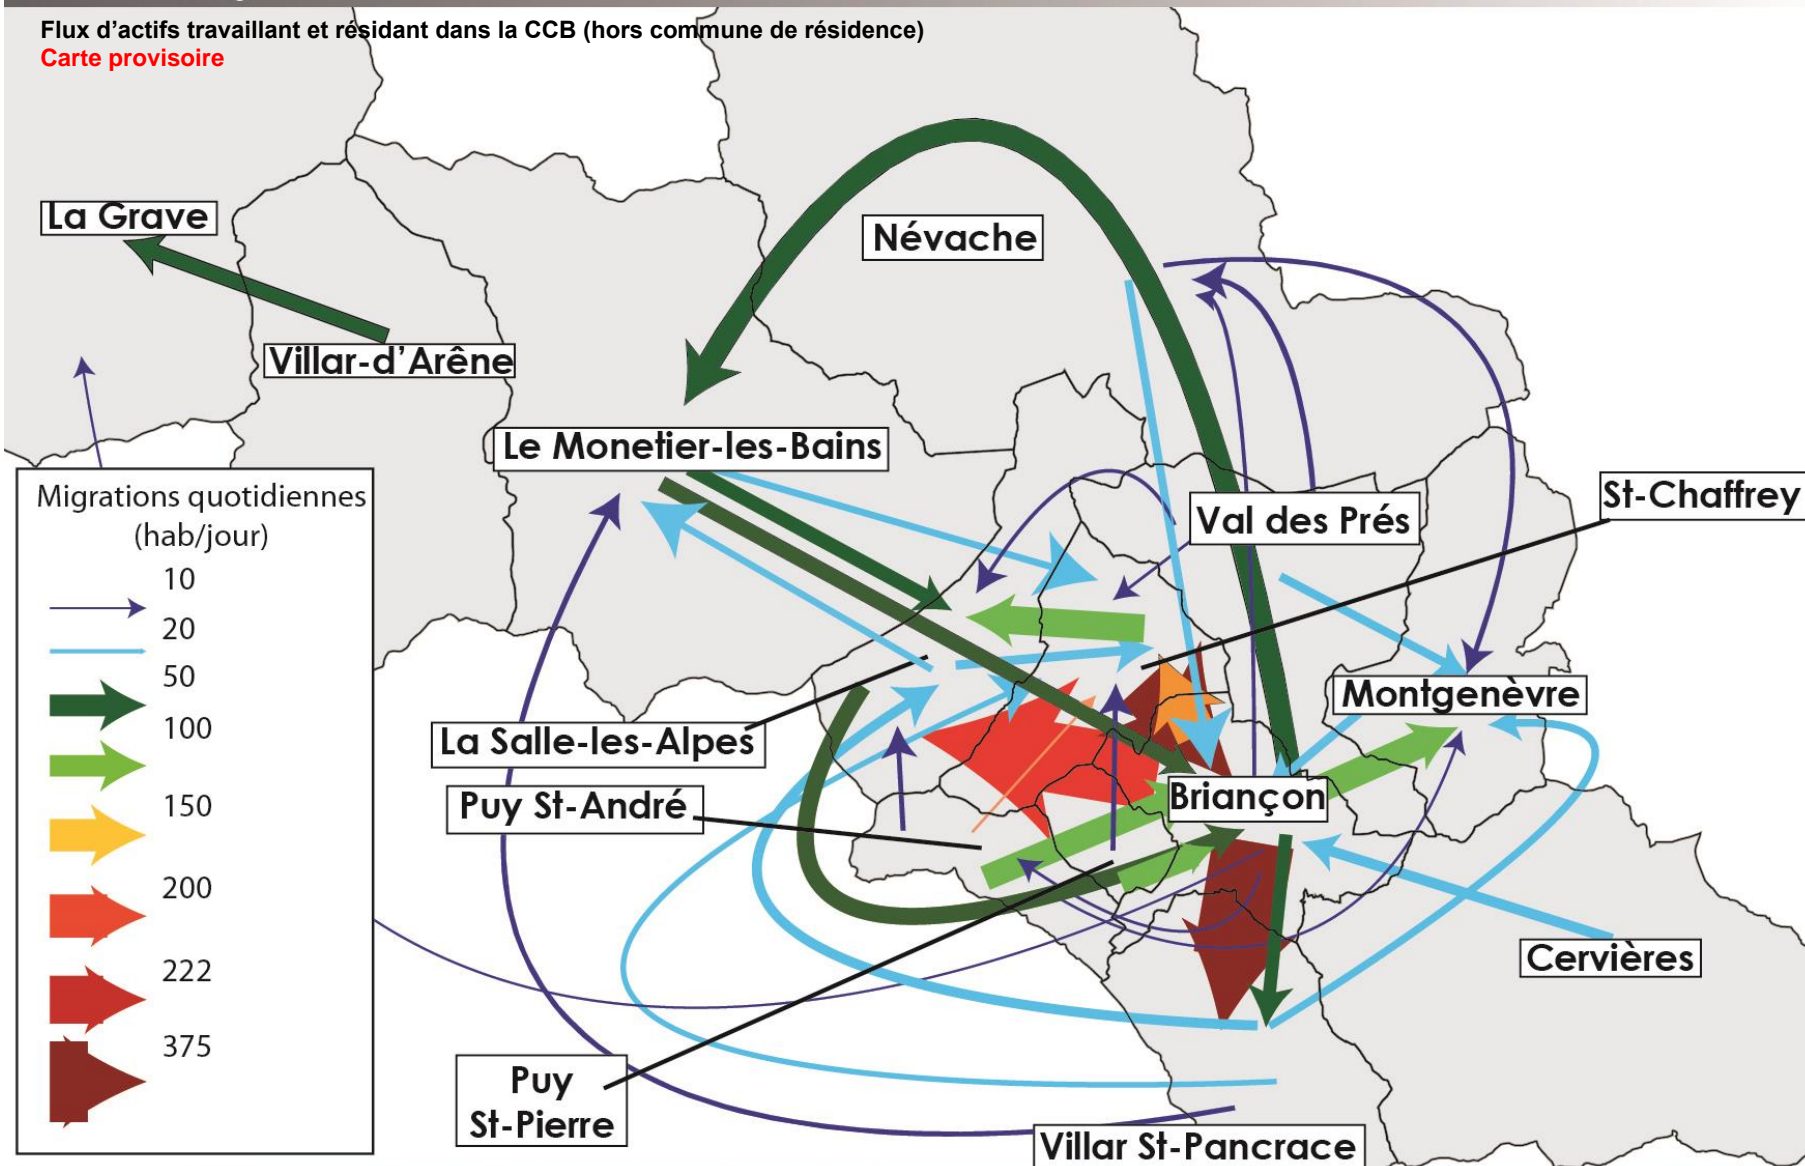 Flux d'actifs travaillant et résidant dans la CCB (hors commune de résidence)
Carte provisoire
La Grave
Névache
Villar-d'Arêne
Le Monetier-les-Bains
St-Chaffrey
Val des Prés
Migrations quotidiennes
(hab/jour)
10
20
50
100
150
200
222
375
Montgenèvre
La Salle-les-Alpes
Puy St-André
Briançon
Cervières
Puy
St-Pierre
Villar St-Pancrace